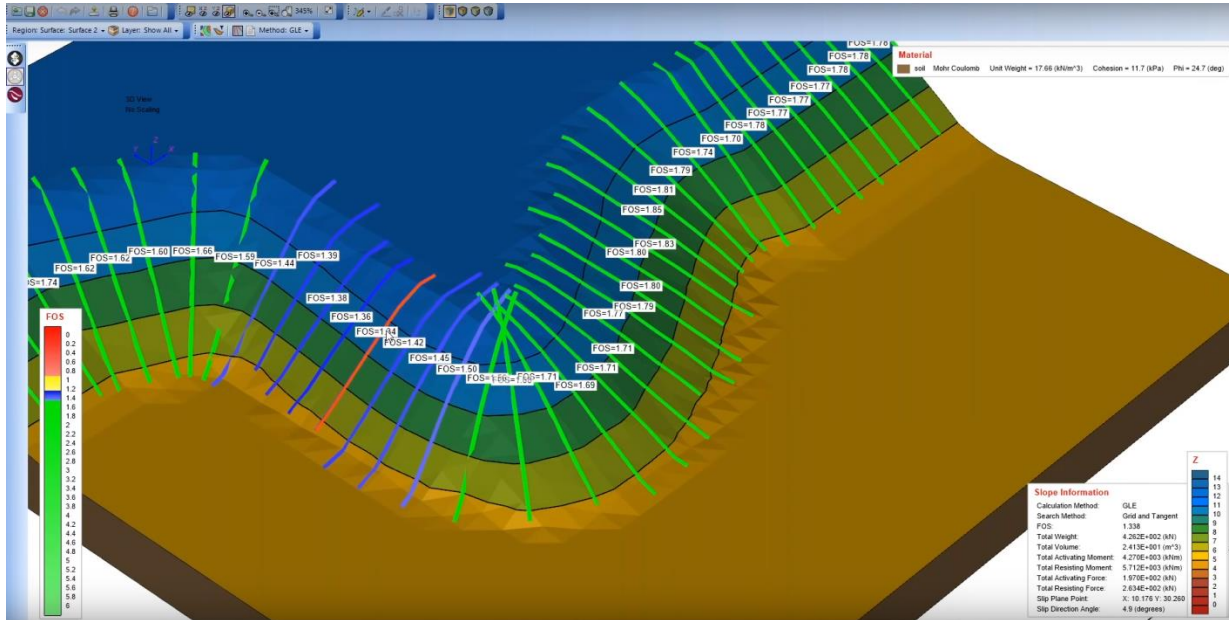 345%
Region: Surface: Surface 2
Layer: Show All
Method: GLE
3D View
No Scaling
Z
Y
X
Material
soil Mohr Coulomb Unit Weight = 17.66 (kN/m^3) Cohesion = 11.7 (kPa) Phi = 24.7 (deg)
FOS=1.78
FOS=1.78
FOS=1.78
FOS=1.77
FOS=1.77
FOS=1.77
FOS=1.78
FOS=1.70
FOS=1.74
FOS=1.79
FOS=1.81
FOS=1.85
FOS=1.83
FOS=1.80
FOS=1.80
FOS=1.79
FOS=1.77
FOS=1.71
FOS=1.71
FOS=1.69
FOS=1.71
FOS=1.50
FOS=1.45
FOS=1.42
FOS=1.36
FOS=1.38
FOS=1.39
FOS=1.44
FOS=1.59
FOS=1.66
FOS=1.60
FOS=1.62
FOS=1.62
OS=1.74
FOS
0
0.2
0.4
0.6
0.8
1.2
1.4
1.6
1.8
2
2.2
2.4
2.6
2.8
3
3.2
3.4
3.6
3.8
4
4.2
4.4
4.6
4.8
5
5.2
5.4
5.6
5.8
6
Slope Information
Calculation Method: GLE
Search Method: Grid and Tangent
FOS: 1.338
Total Weight: 4.262E+002 (kN)
Total Volume: 2.413E+001 (m^3)
Total Activating Moment: 4.270E+003 (kNm)
Total Resisting Moment: 5.712E+003 (kNm)
Total Activating Force: 1.970E+002 (kN)
Total Resisting Force: 2.634E+002 (kN)
Slip Plane Point: X: 10.176 Y: 30.260
Slip Direction Angle: 4.9 (degrees)
Z
14
13
12
11
10
9
8
7
6
5
4
3
2
1
0